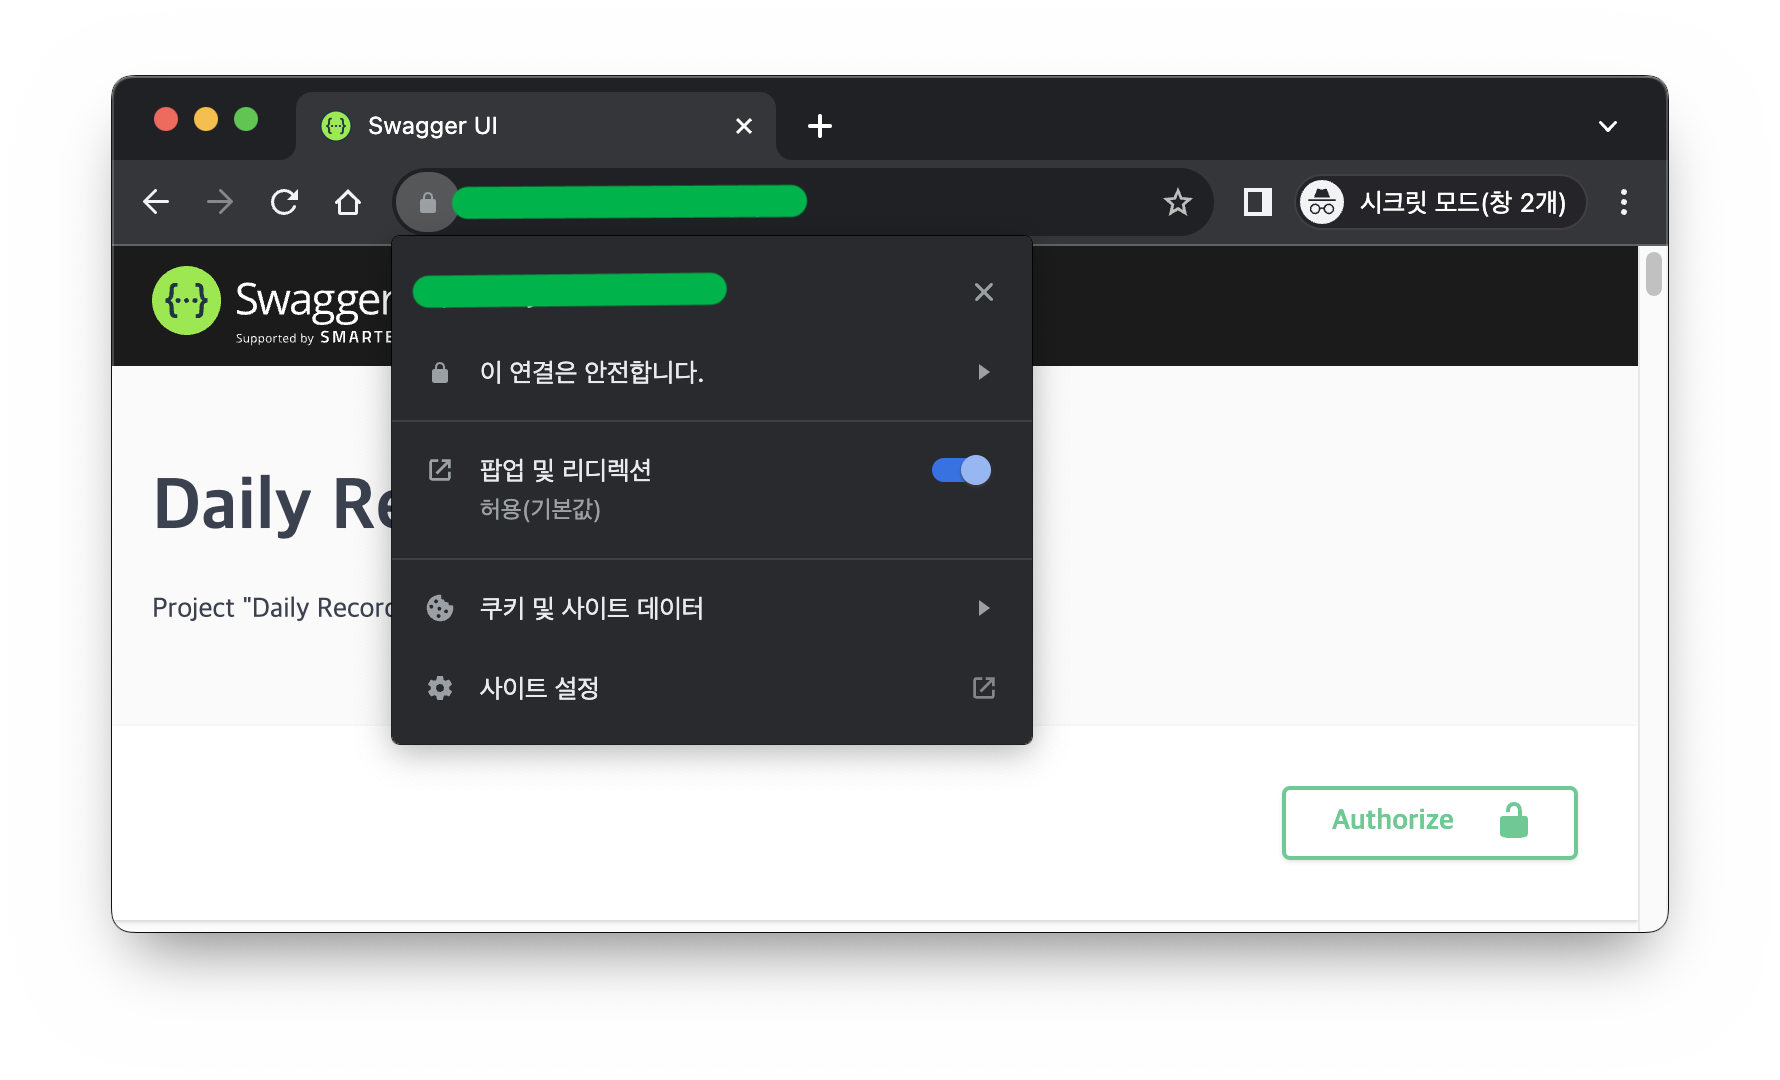 Swagger UI
시크릿 모드(창 2개)
Swagger
Supported by SMARTE
이 연결은 안전합니다.
팝업 및 리디렉션
허용(기본값)
Daily Re
Project "Daily Record
쿠키 및 사이트 데이터
사이트 설정
Authorize